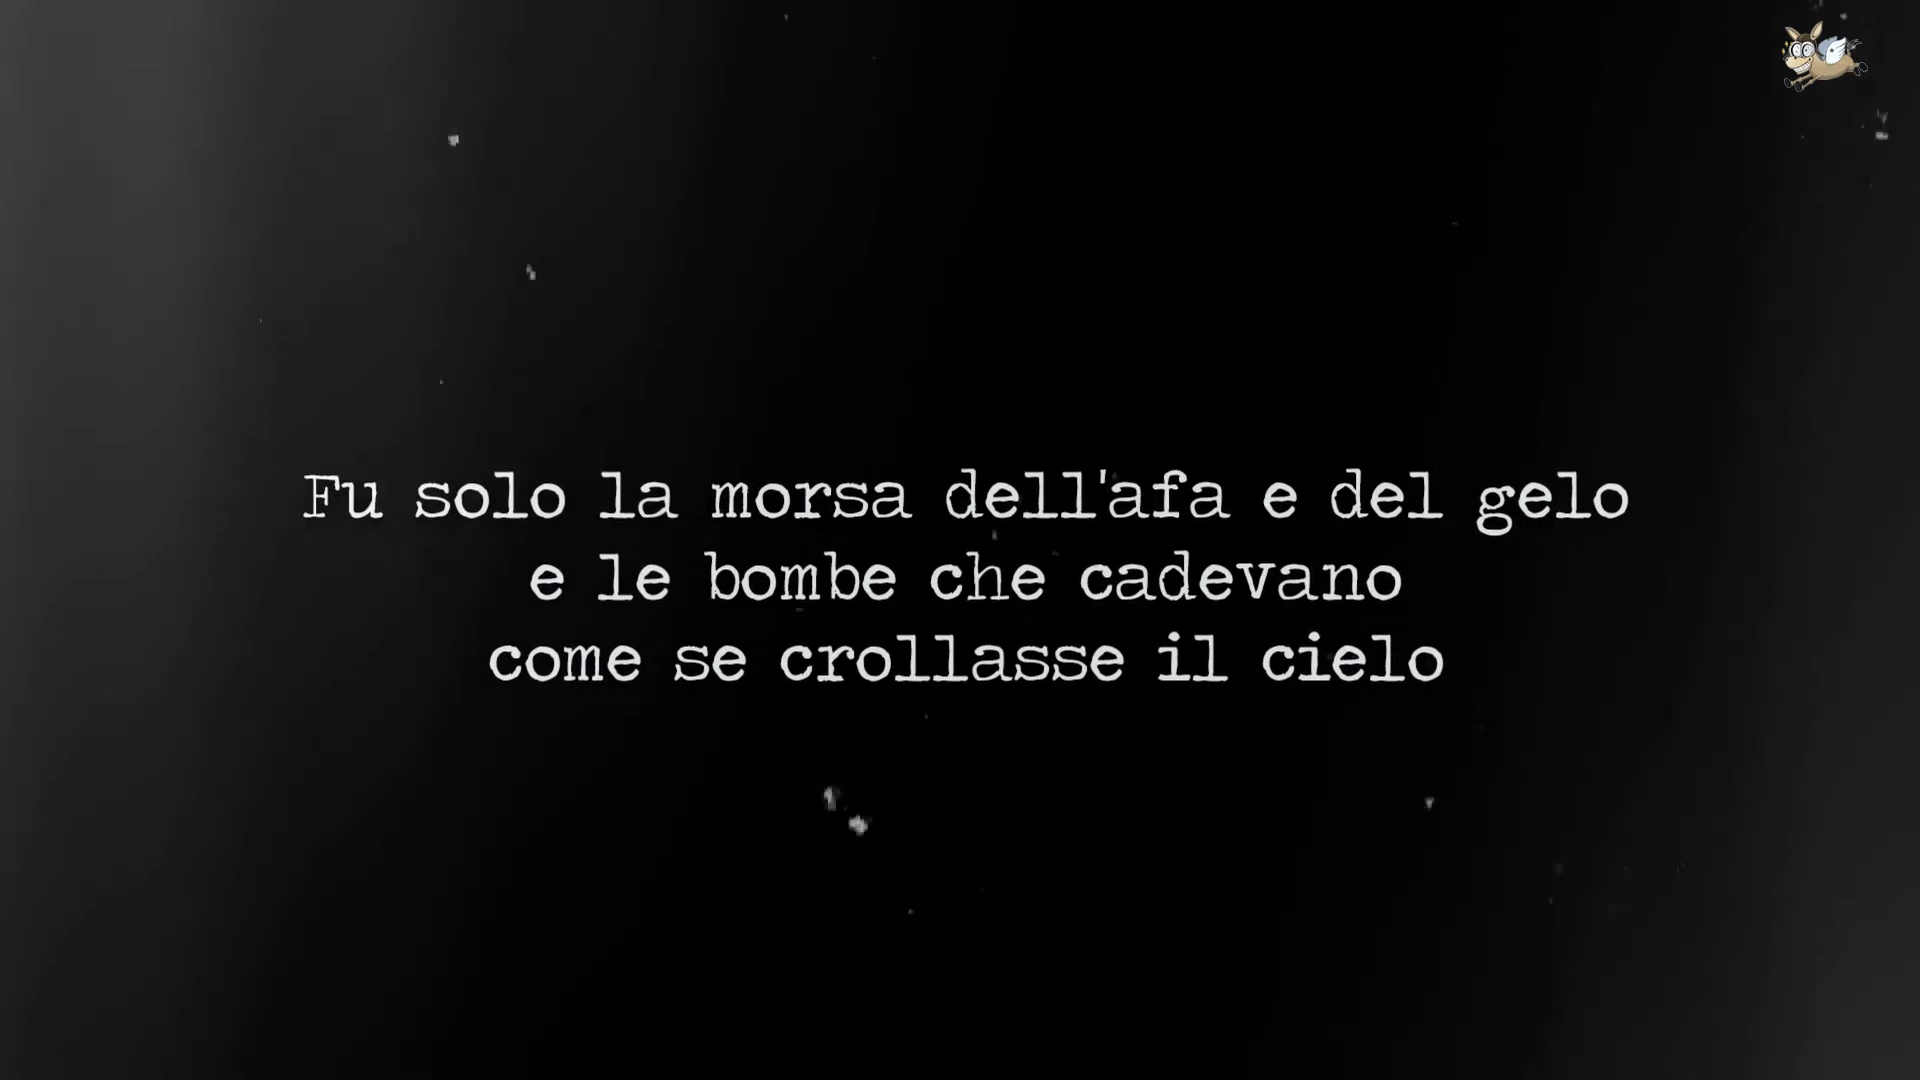 Fu solo la morsa dell'afa e del gelo
e le bombe che cadevano
come se crollasse il cielo